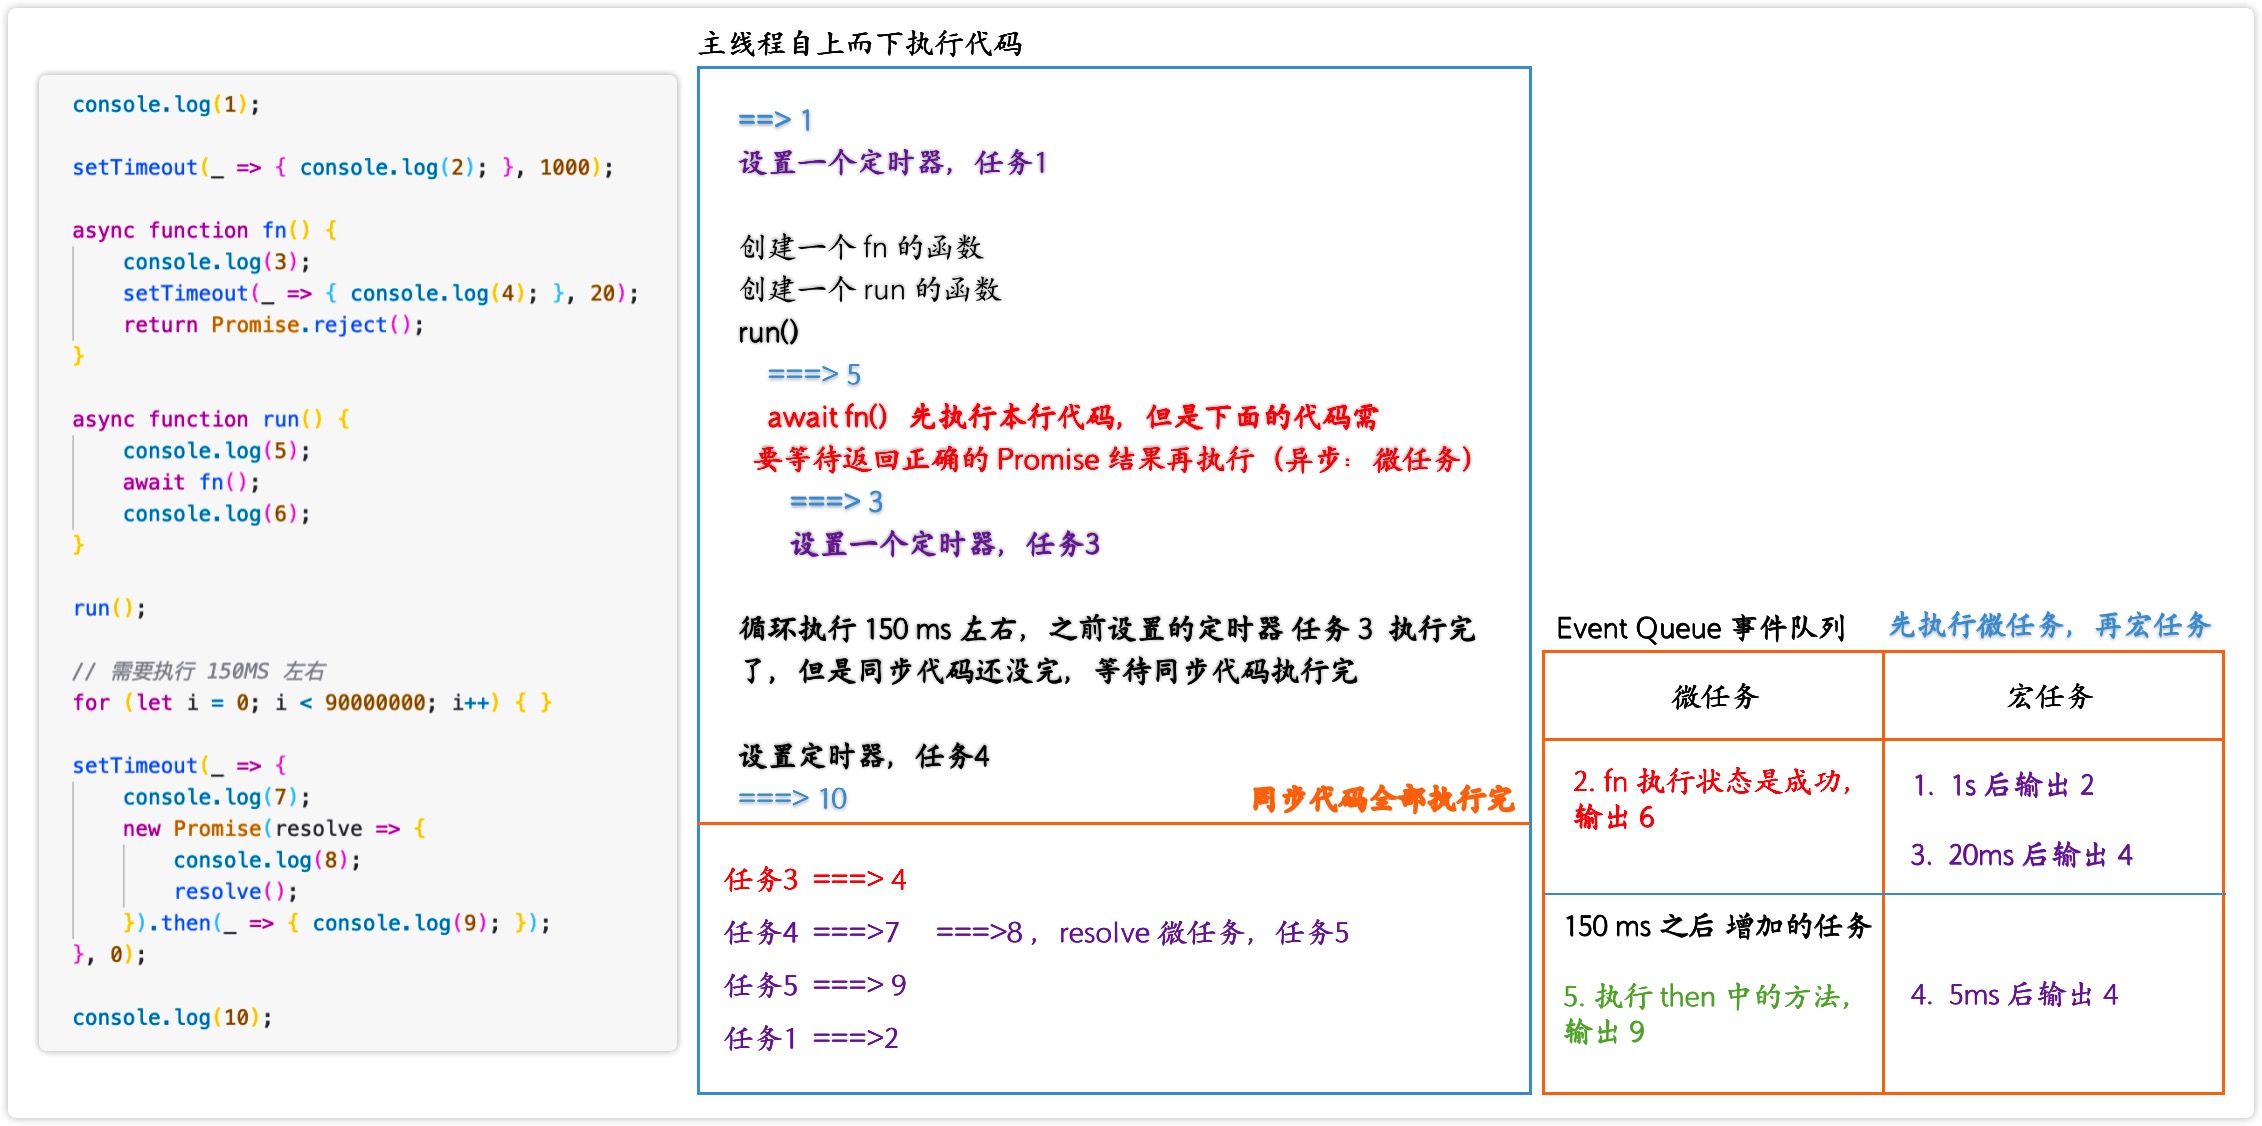 console.log(1);
setTimeout(_ => { console.log(2); }, 1000);
async function fn() {
console.log(3);
setTimeout(_ => { console.log(4); }, 20);
return Promise.reject();
}
async function run() {
console.log(5);
await fn();
console.log(6);
}
run();
// 需要执行 150MS 左右
for (let i = 0; i < 90000000; i++) { }
setTimeout(_ => {
console.log(7);
new Promise(resolve => {
console.log(8);
resolve();
}).then(_ => { console.log(9); });
}, 0);
console.log(10);
主线程自上而下执行代码
==> 1
设置一个定时器，任务1
创建一个 fn 的函数
创建一个 run 的函数
run()
===> 5
await fn() 先执行本行代码，但是下面的代码需
要等待返回正确的 Promise 结果再执行（异步：微任务）
===> 3
设置一个定时器，任务3
循环执行 150 ms 左右，之前设置的定时器 任务 3 执行完
了，但是同步代码还没完，等待同步代码执行完
设置定时器，任务4
===> 10
同步代码全部执行完
任务3 ===> 4
任务4 ===>7 ===>8 ，resolve 微任务，任务5
任务5 ===> 9
任务1 ===>2
Event Queue 事件队列
先执行微任务，再宏任务
微任务
宏任务
2. fn 执行状态是成功，
输出 6
1. 1s 后输出 2
3. 20ms 后输出 4
150 ms 之后 增加的任务
5. 执行 then 中的方法，
输出 9
4. 5ms 后输出 4